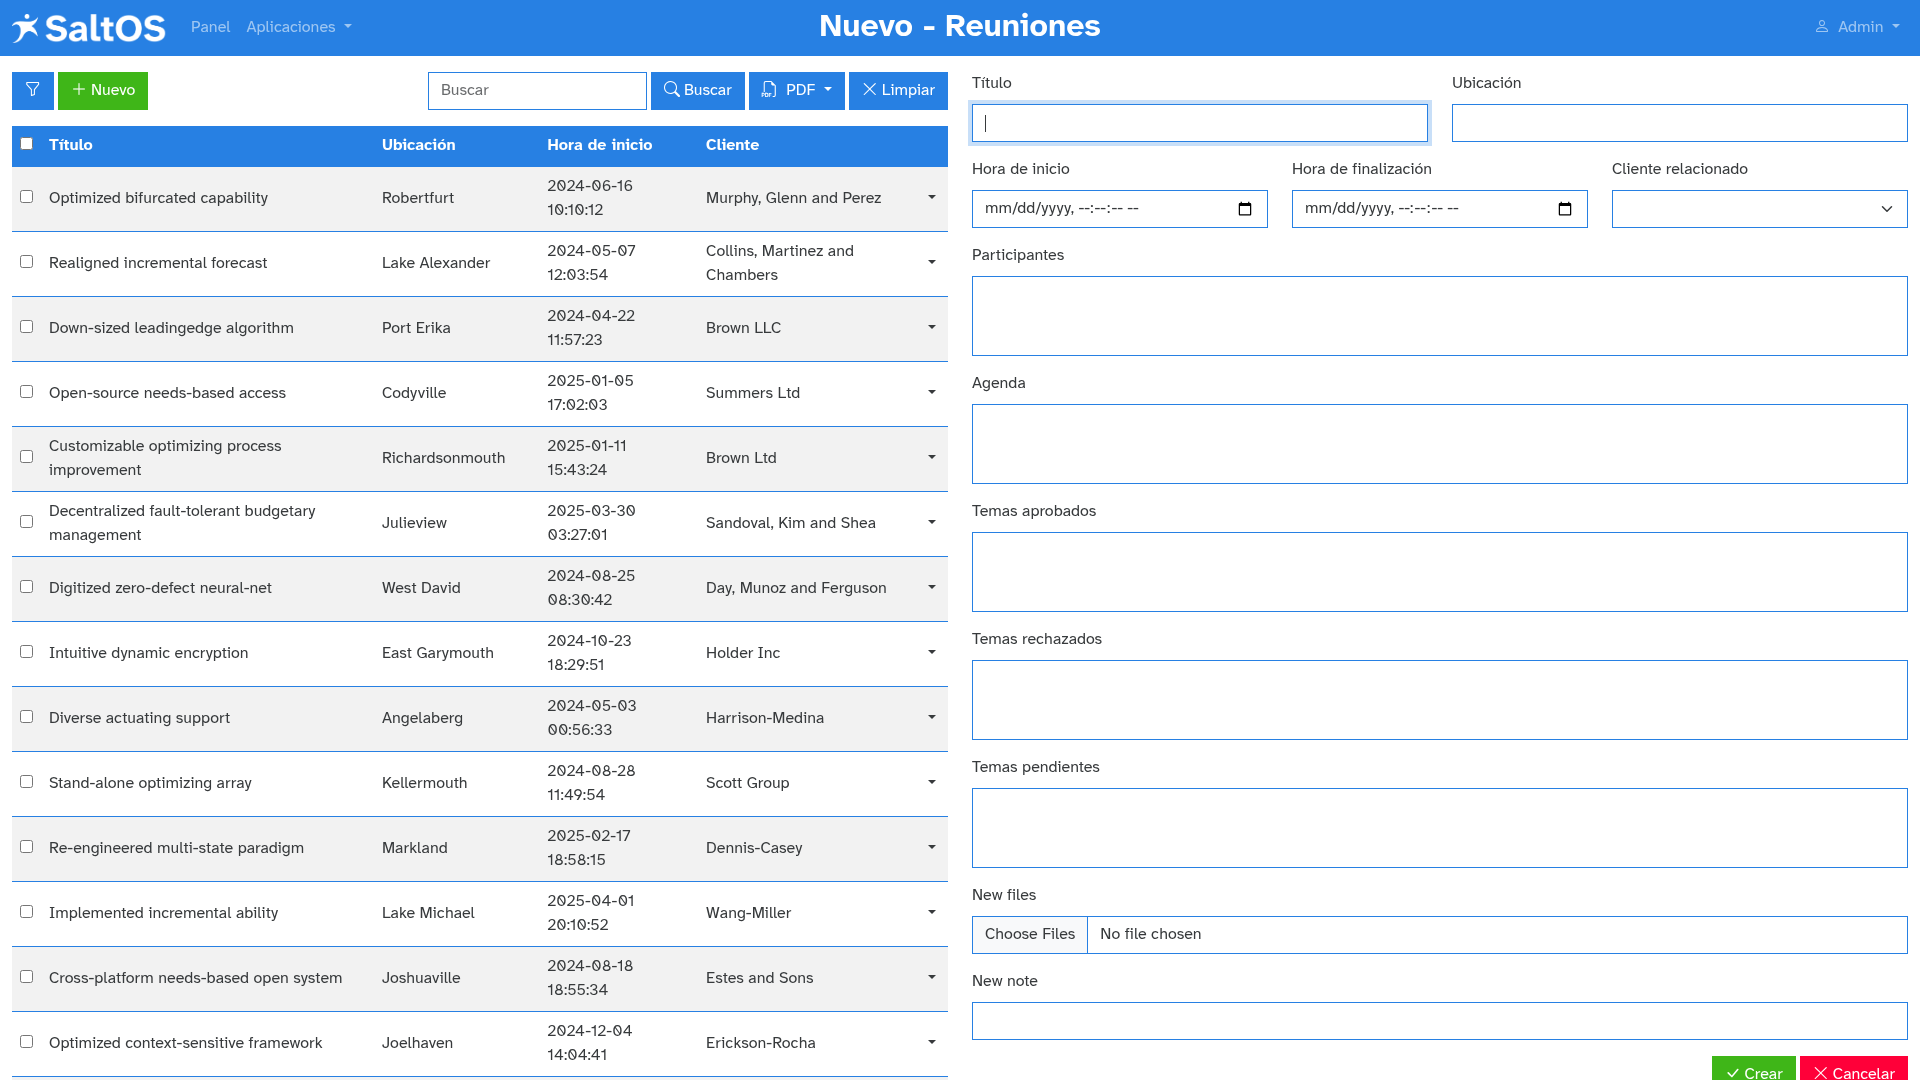 SaltOS Panel Aplicaciones Nuevo - Reuniones Admin
Nuevo Buscar Buscar PDF Limpiar
Título Ubicación Hora de inicio Cliente
Optimized bifurcated capability Robertfurt 2024-06-16 10:10:12 Murphy, Glenn and Perez
Realigned incremental forecast Lake Alexander 2024-05-07 12:03:54 Collins, Martinez and Chambers
Down-sized leadingedge algorithm Port Erika 2024-04-22 11:57:23 Brown LLC
Open-source needs-based access Codyville 2025-01-05 17:02:03 Summers Ltd
Customizable optimizing process improvement Richardsonmouth 2025-01-11 15:43:24 Brown Ltd
Decentralized fault-tolerant budgetary management Julieview 2025-03-30 03:27:01 Sandoval, Kim and Shea
Digitized zero-defect neural-net West David 2024-08-25 08:30:42 Day, Munoz and Ferguson
Intuitive dynamic encryption East Garymouth 2024-10-23 18:29:51 Holder Inc
Diverse actuating support Angelaberg 2024-05-03 00:56:33 Harrison-Medina
Stand-alone optimizing array Kellermouth 2024-08-28 11:49:54 Scott Group
Re-engineered multi-state paradigm Markland 2025-02-17 18:58:15 Dennis-Casey
Implemented incremental ability Lake Michael 2025-04-01 20:10:52 Wang-Miller
Cross-platform needs-based open system Joshuaville 2024-08-18 18:55:34 Estes and Sons
Optimized context-sensitive framework Joelhaven 2024-12-04 14:04:41 Erickson-Rocha
Título Ubicación
Hora de inicio Hora de finalización Cliente relacionado
mm/dd/yyyy, --:--:-- -- mm/dd/yyyy, --:--:-- --
Participantes
Agenda
Temas aprobados
Temas rechazados
Temas pendientes
New files
Choose Files No file chosen
New note
Crear Cancelar